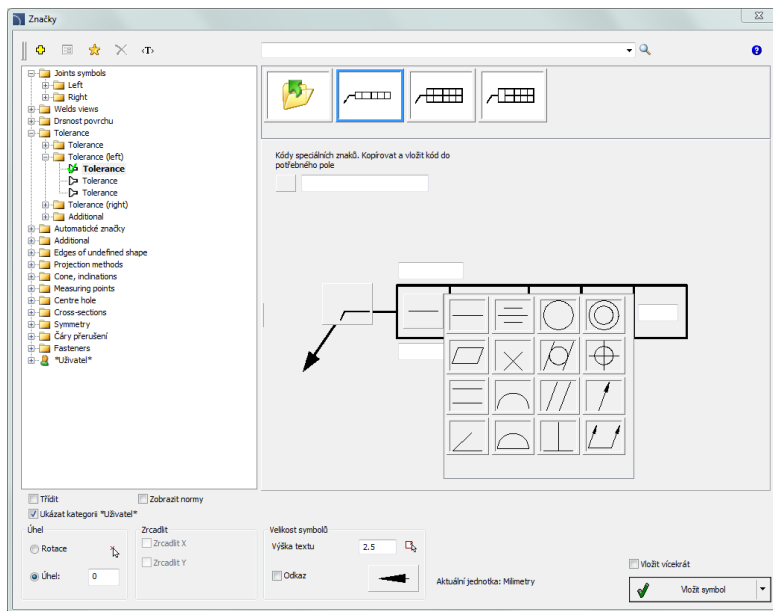 Značky
‹T›
Joints symbols
Left
Right
Welds views
Drsnost povrchu
Tolerance
Tolerance
Tolerance (left)
Tolerance
Tolerance
Tolerance
Tolerance (right)
Additional
Automatické značky
Additional
Edges of undefined shape
Projection methods
Cone, inclinations
Measuring points
Centre hole
Cross-sections
Symmetry
Čáry přerušení
Fasteners
*Uživatel*
Kódy speciálních znaků. Kopírovat a vložit kód do
potřebného pole
Třídit
Zobrazit normy
Ukázat kategorii *Uživatel*
Úhel
Rotace
Úhel:
0
Zrcadlit
Zrcadlit X
Zrcadlit Y
Velikost symbolů
Výška textu
2.5
Odkaz
Aktuální jednotka: Milimetry
Vložit vícekrát
Vložit symbol